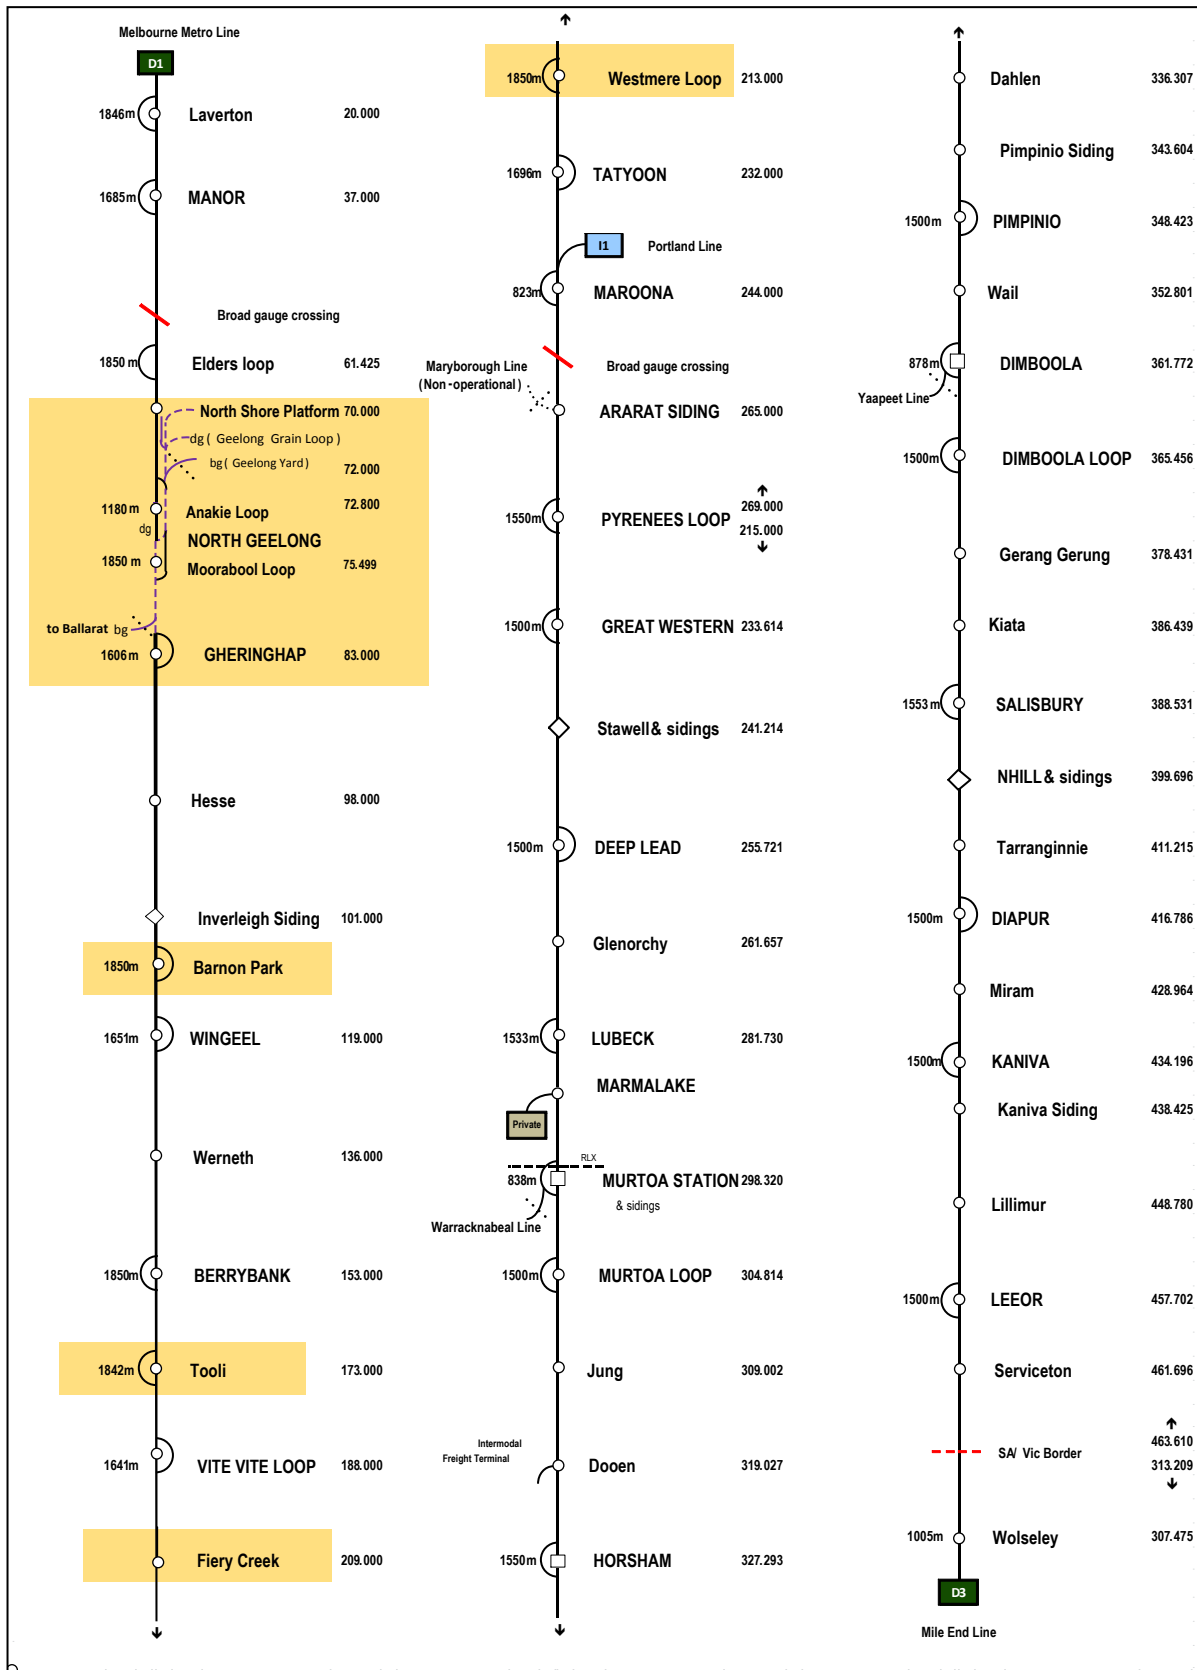 Melbourne Metro Line
D1
1846m Laverton 20.000
1685m MANOR 37.000
Broad gauge crossing
1850 m Elders loop 61.425
North Shore Platform 70.000
dg ( Geelong Grain Loop )
bg ( Geelong Yard ) 72.000
1180 m Anakie Loop 72.800
dg
NORTH GEELONG
1850 m Moorabool Loop 75.499
to Ballarat bg
1606 m GHERINGHAP 83.000
Hesse 98.000
Inverleigh Siding 101.000
1850m Barnon Park
1651m WINGEEL 119.000
Werneth 136.000
1850m BERRYBANK 153.000
1842m Tooli 173.000
1641m VITE VITE LOOP 188.000
Fiery Creek 209.000
1850m Westmere Loop 213.000
1696m TATYOON 232.000
I1 Portland Line
823m MAROONA 244.000
Maryborough Line
(Non-operational)
Broad gauge crossing
ARARAT SIDING 265.000
269.000
1550m PYRENEES LOOP
215.000
1500m GREAT WESTERN 233.614
Stawell & sidings 241.214
1500m DEEP LEAD 255.721
Glenorchy 261.657
1533m LUBECK 281.730
MARMALAKE
Private
RLX
838m MURTOA STATION 298.320
& sidings
Warracknabeal Line
1500m MURTOA LOOP 304.814
Jung 309.002
Intermodal
Freight Terminal
Dooen 319.027
1550m HORSHAM 327.293
Dahlen 336.307
Pimpinio Siding 343.604
1500m PIMPINIO 348.423
Wail 352.801
878m DIMBOOLA 361.772
Yaapeet Line
1500m DIMBOOLA LOOP 365.456
Gerang Gerung 378.431
Kiata 386.439
1553 m SALISBURY 388.531
NHILL & sidings 399.696
Tarranginnie 411.215
1500m DIAPUR 416.786
Miram 428.964
1500m KANIVA 434.196
Kaniva Siding 438.425
Lillimur 448.780
1500m LEEOR 457.702
Serviceton 461.696
463.610
SA/ Vic Border
313.209
1005m Wolseley 307.475
D3
Mile End Line